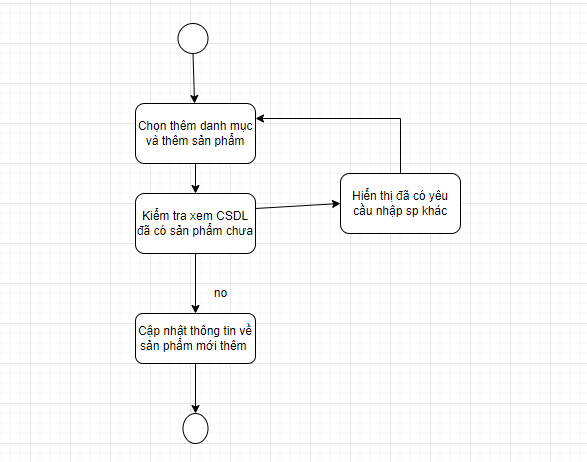 Chọn thêm danh mục
và thêm sản phẩm
Kiểm tra xem CSDL
đã có sản phẩm chưa
Hiển thị đã có yêu
cầu nhập sp khác
no
Cập nhật thông tin về
sản phẩm mới thêm